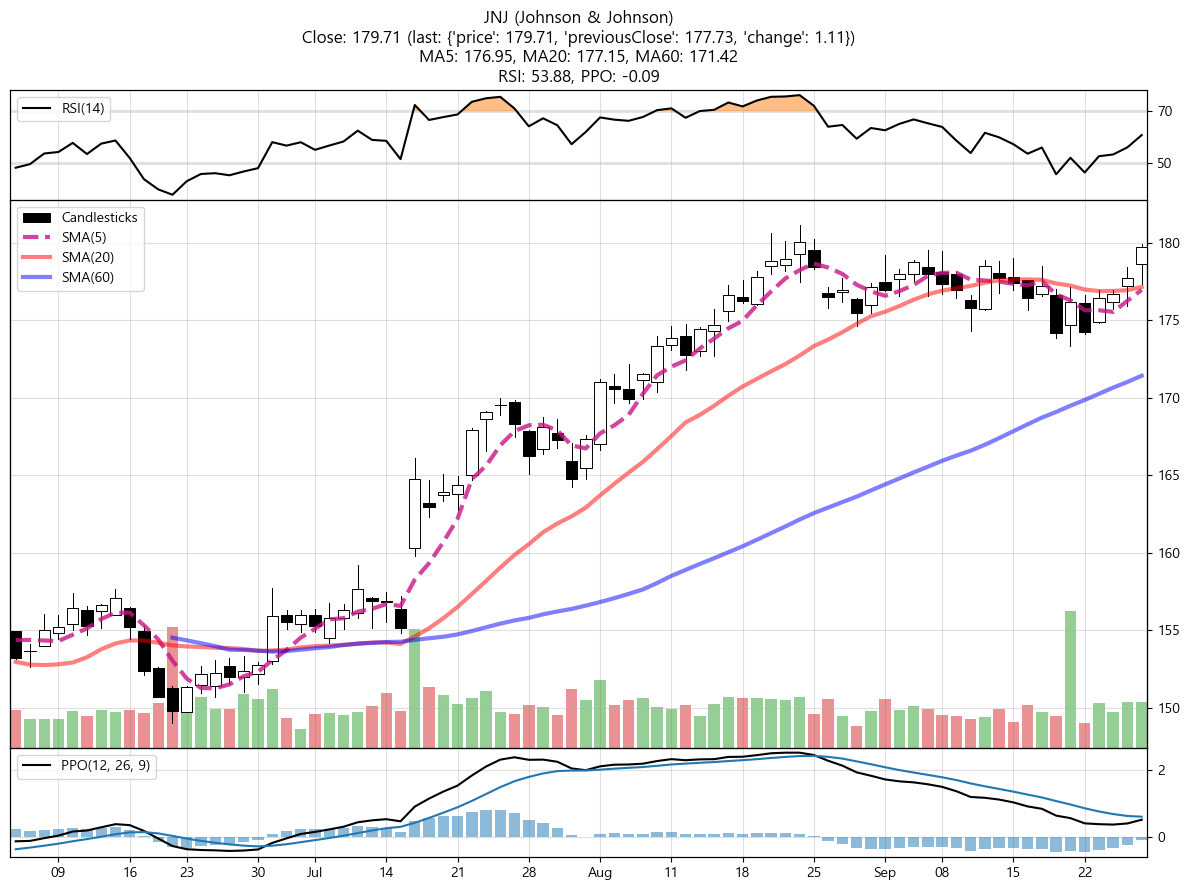 JNJ (Johnson & Johnson)
Close: 179.71 (last: {'price': 179.71, 'previousClose': 177.73, 'change': 1.11})
MA5: 176.95, MA20: 177.15, MA60: 171.42
RSI: 53.88, PPO: -0.09
RSI(14)
70
50
Candlesticks
SMA(5)
SMA(20)
SMA(60)
180
175
170
165
160
155
150
PPO(12, 26, 9)
2
0
09 16 23 30 Jul 14 21 28 Aug 11 18 25 Sep 08 15 22